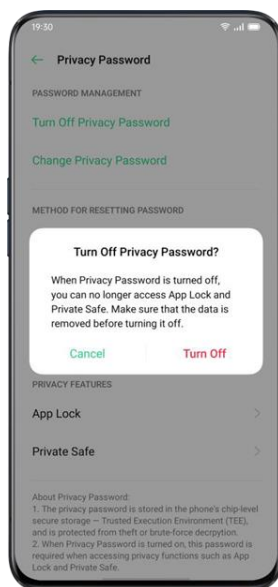 19:30
Privacy Password
PASSWORD MANAGEMENT
Turn Off Privacy Password
Change Privacy Password
METHOD FOR RESETTING PASSWORD
Turn Off Privacy Password?
When Privacy Password is turned off,
you can no longer access App Lock and
Private Safe. Make sure that the data is
removed before turning it off.
Cancel Turn Off
PRIVACY FEATURES
App Lock
Private Safe
About Privacy Password:
1. The privacy password is stored in the phone's chip-level
secure storage — Trusted Execution Environment (TEE),
and is protected from theft or brute-force decrpytion.
2. When Privacy Password is turned on, this password is
required when accessing privacy functions such as App
Lock and Private Safe.